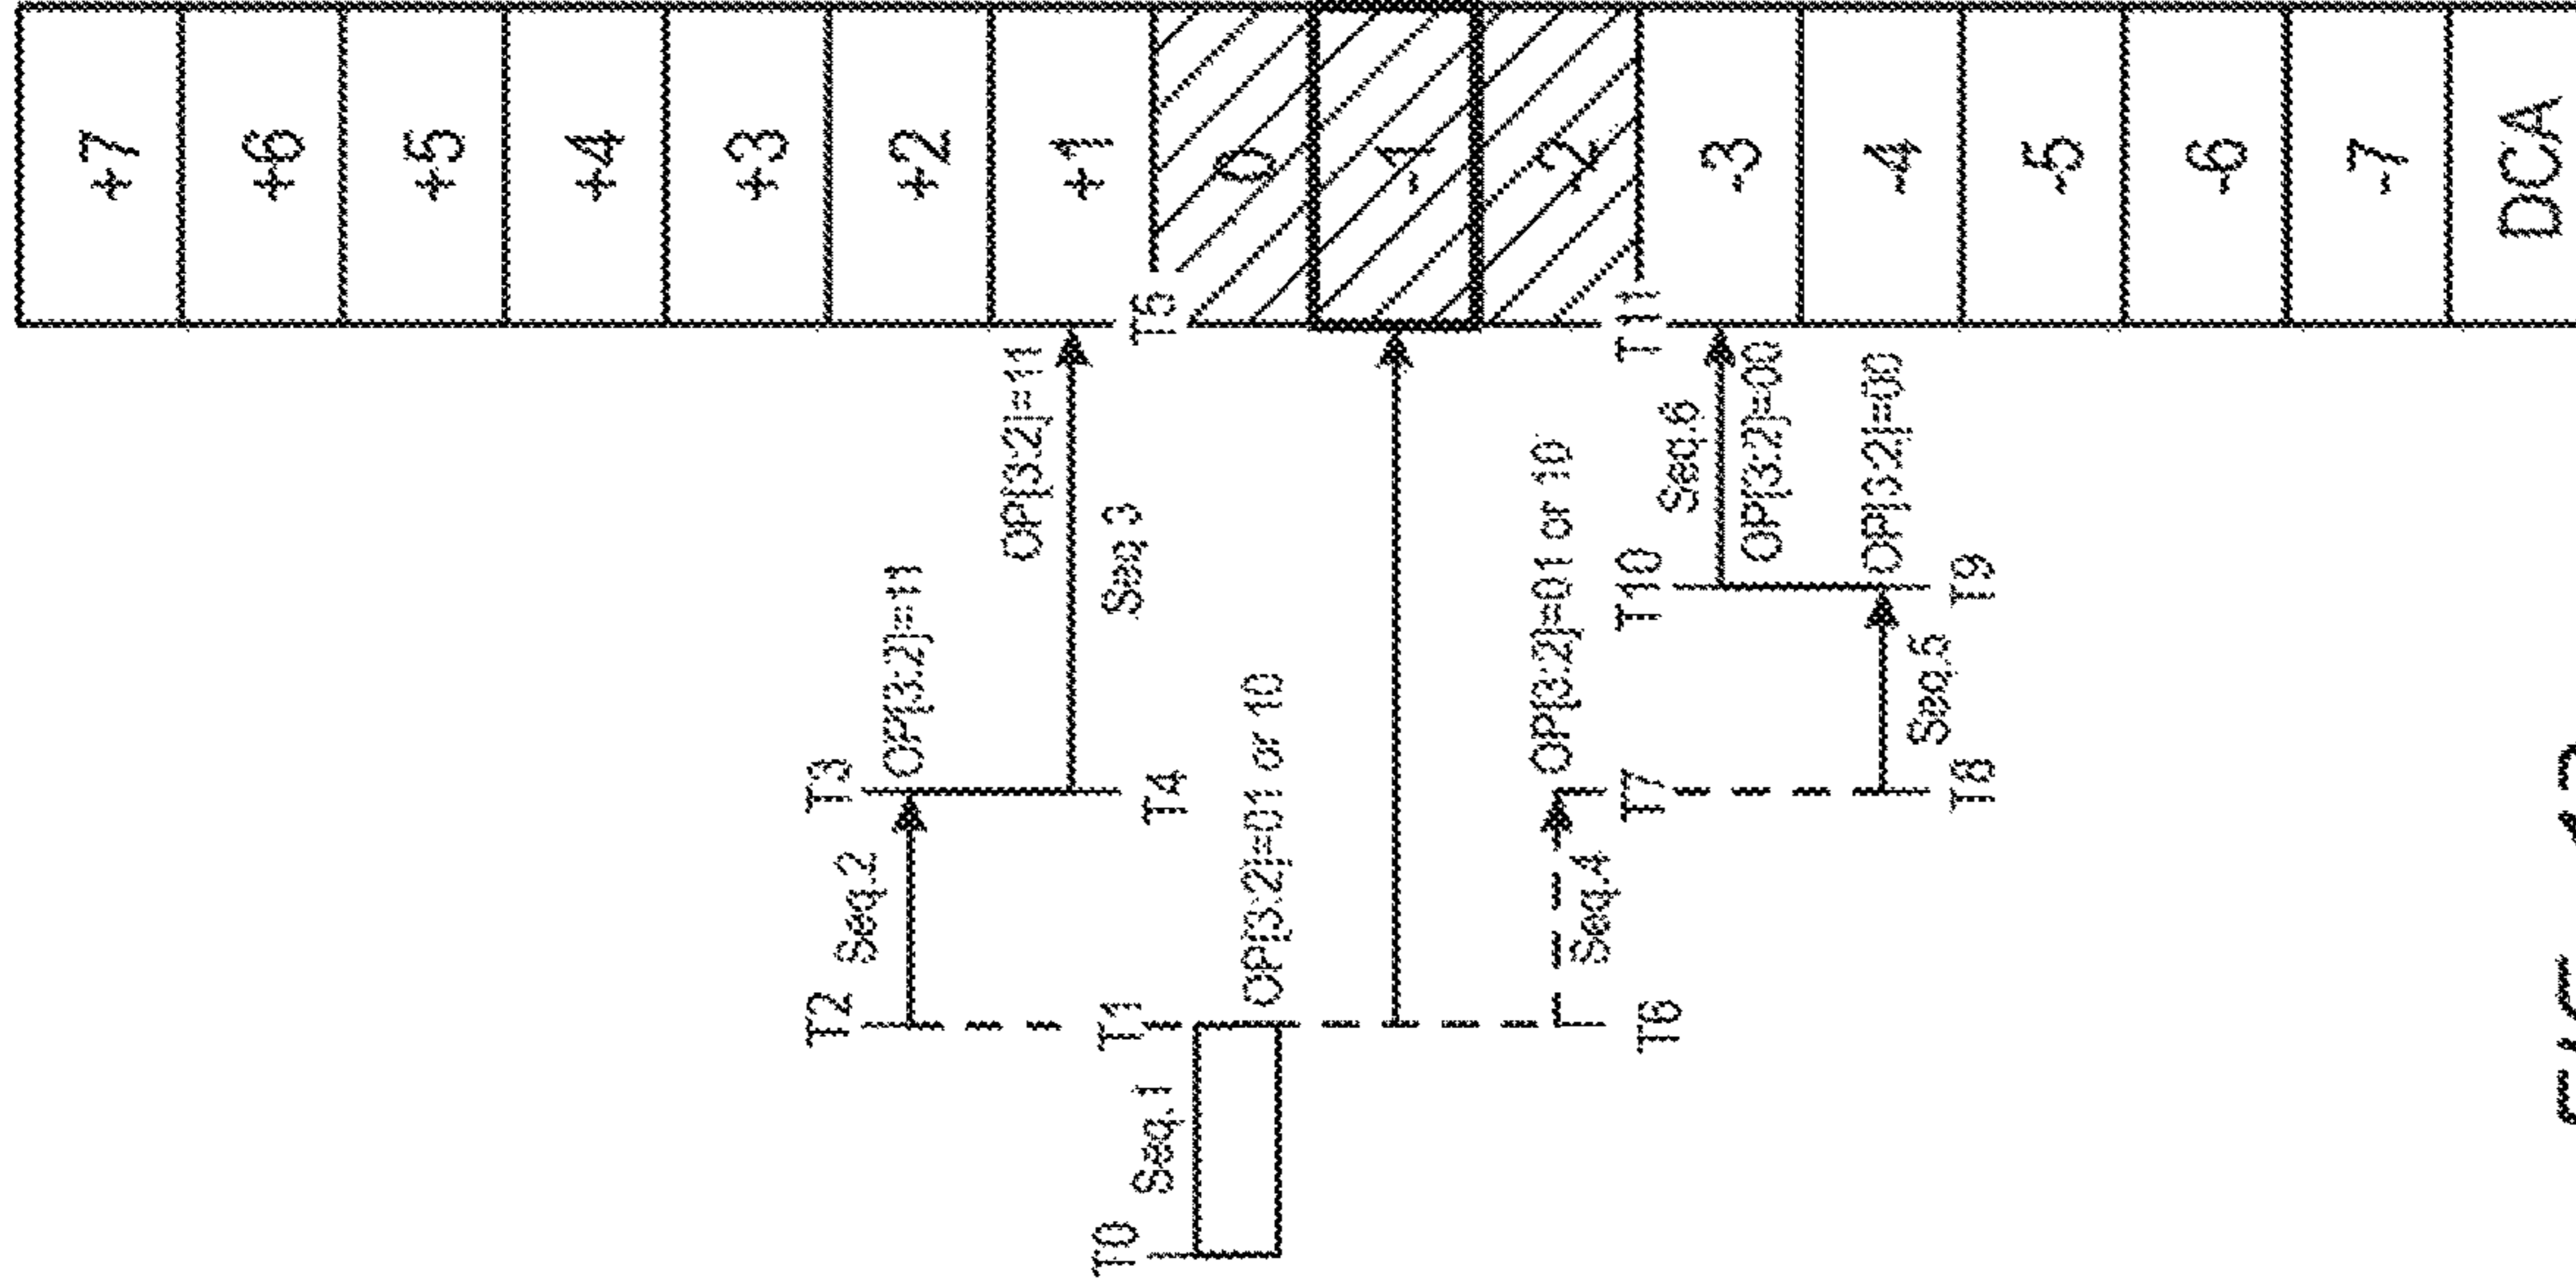 +7
+6
+5
+4
+3
+2
+1
0
-1
-2
-3
-4
-5
-6
-7
DCA
T5
T11
OP[3:2]=11
Seq 3
T3
OP[3:2]=11
Seq.2
T2
T4
T0
Seq.1
T1
OP[3:2]=01 or 10
OP[3:2]=01 or 10
Seq.4
T6
T7
T10
Seq.6
OP[3:2]=00
OP[3:2]=00
T9
Seq.5
T8